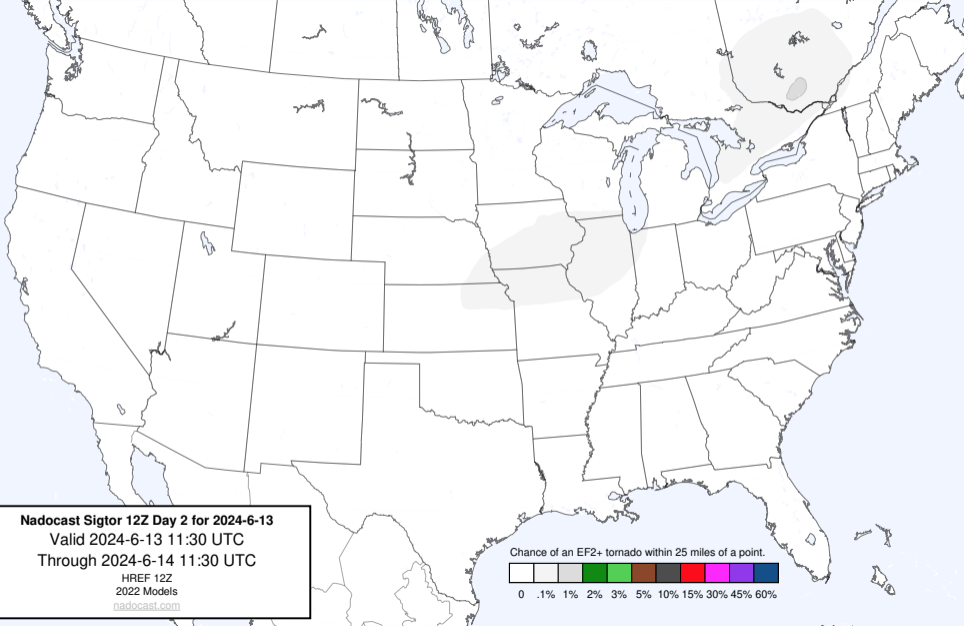 Nadocast Sigtor 12Z Day 2 for 2024-6-13
Valid 2024-6-13 11:30 UTC
Through 2024-6-14 11:30 UTC
HREF 12Z
2022 Models
nadocast.com
Chance of an EF2+ tornado within 25 miles of a point.
0 .1% 1% 2% 3% 5% 10% 15% 30% 45% 60%